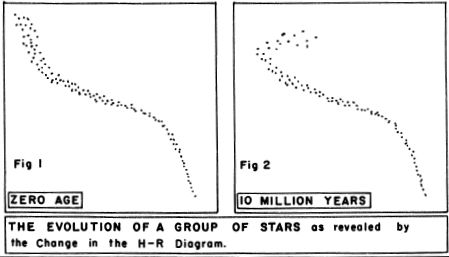 Fig 1
ZERO AGE
Fig 2
10 MILLION YEARS
THE EVOLUTION OF A GROUP OF STARS as revealed by
the Change in the H-R Diagram.